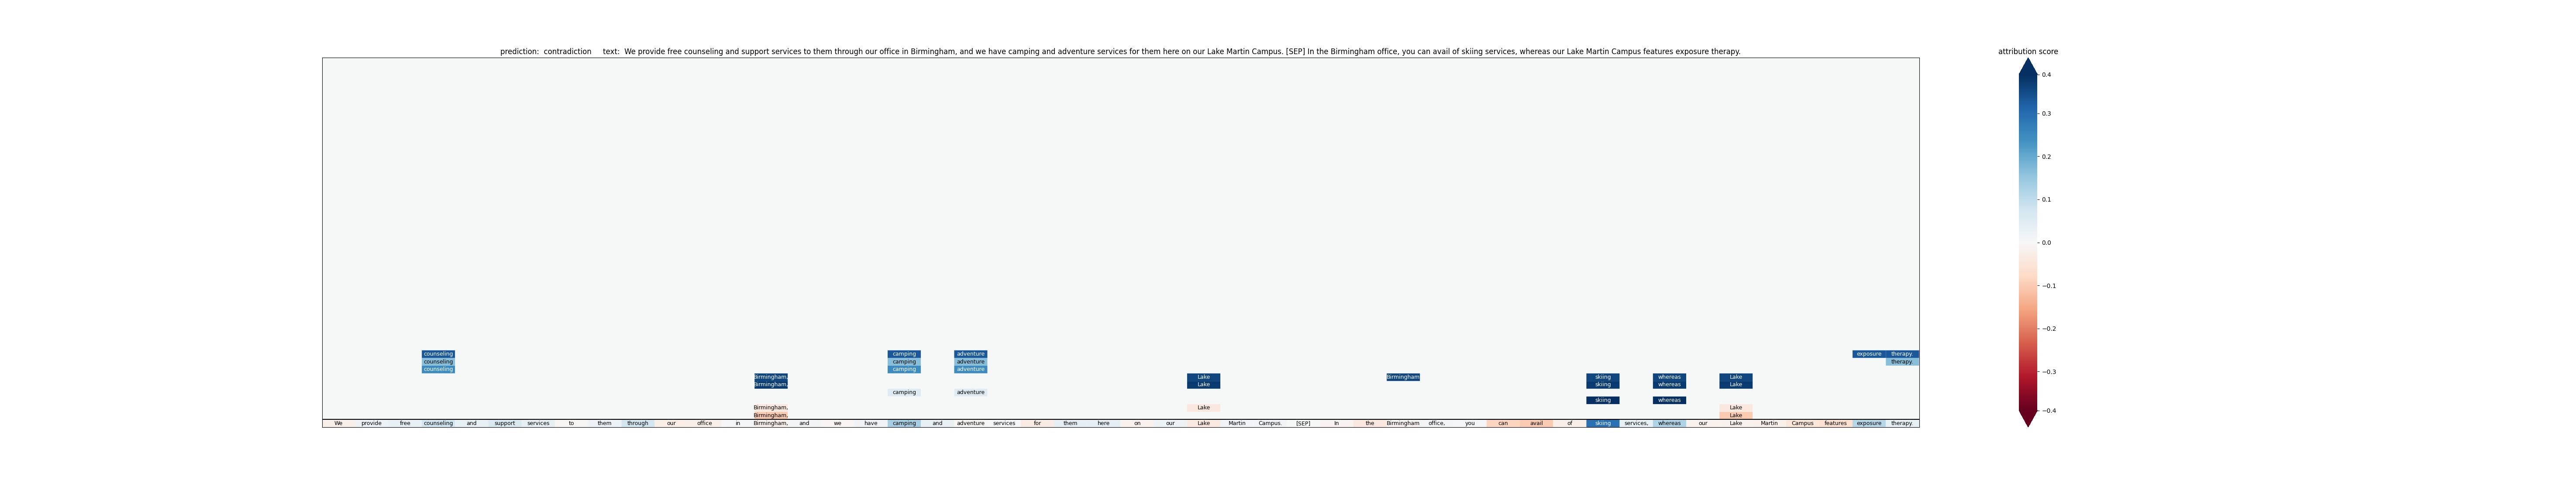 prediction:  contradiction     text:  We provide free counseling and support services to them through our office in Birmingham, and we have camping and adventure services for them here on our Lake Martin Campus. [SEP] In the Birmingham office, you can avail of skiing services, whereas our Lake Martin Campus features exposure therapy.
attribution score
0.4
0.3
0.2
0.1
0.0
−0.1
−0.2
−0.3
−0.4
counseling camping adventure exposure therapy.
counseling camping adventure therapy.
counseling camping adventure
Birmingham, Lake Birmingham skiing whereas Lake
Birmingham, Lake skiing whereas Lake
camping adventure
skiing whereas
Birmingham, Lake Lake
Birmingham, Lake
We provide free counseling and support services to them through our office in Birmingham, and we have camping and adventure services for them here on our Lake Martin Campus. [SEP] In the Birmingham office, you can avail of skiing services, whereas our Lake Martin Campus features exposure therapy.